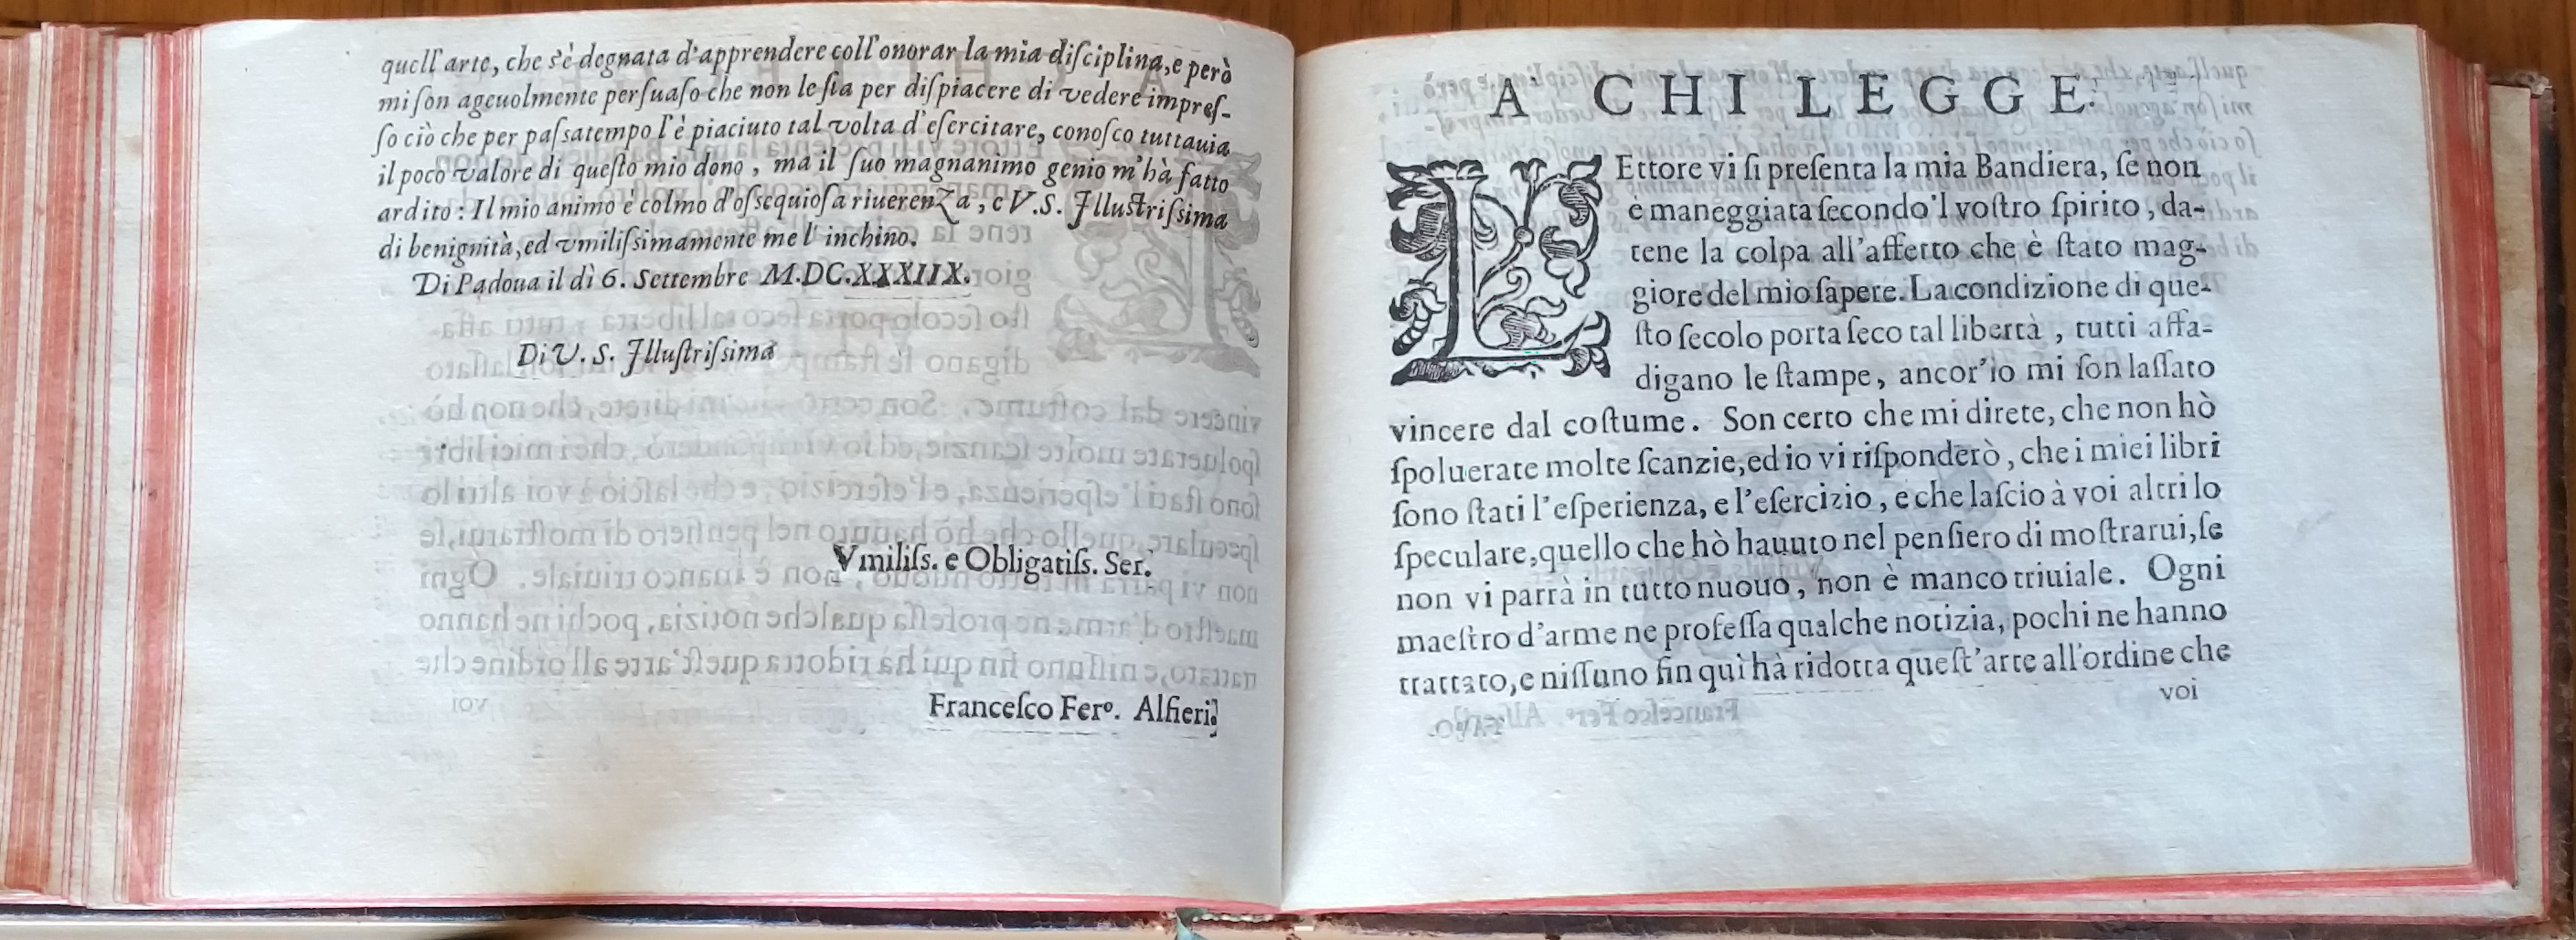 quell'arte, che s'è degnata d'apprendere coll'onorar la mia diſciplina, e però
mi ſon ageuolmente perſuaſo che non le ſia per diſpiacere di vedere impreſ-
ſo ciò che per paſsatempo l'è piaciuto tal volta d'eſercitare, conoſco tuttauia
il poco valore di queſto mio dono, ma il ſuo magnanimo genio m'hà fatto
ardito: Il mio animo è colmo d'oſsequioſa riuerenza, e V.S. Illuſtriſsima
di benignità, ed vmiliſsimamente me l'inchino.
Di Padoua il dì 6. Settembre M.DC.XXXIIX.
Di V. S. Illuſtriſsima
Vmiliſs. e Obligatiſs. Ser.
Franceſco Ferº. Alfieri.
A CHI LEGGE.
LEttore vi ſi preſenta la mia Bandiera, ſe non
è maneggiata ſecondo'l voſtro ſpirito, da-
tene la colpa all'affetto che è ſtato mag-
giore del mio ſapere. La condizione di que-
ſto ſecolo porta ſeco tal libertà, tutti affa-
digano le ſtampe, ancor'io mi ſon laſſato
vincere dal coſtume. Son certo che mi direte, che non hò
ſpoluerate molte ſcanzie, ed io vi riſponderò, che i miei libri
ſono ſtati l'eſperienza, e l'eſercizio, e che laſcio à voi altri lo
ſpeculare, quello che hò hauuto nel penſiero di moſtrarui, ſe
non vi parrà in tutto nuouo, non è manco triuiale. Ogni
maeſtro d'arme ne profeſſa qualche notizia, pochi ne hanno
trattato, e niſſuno fin quì hà ridotta queſt'arte all'ordine che
voi